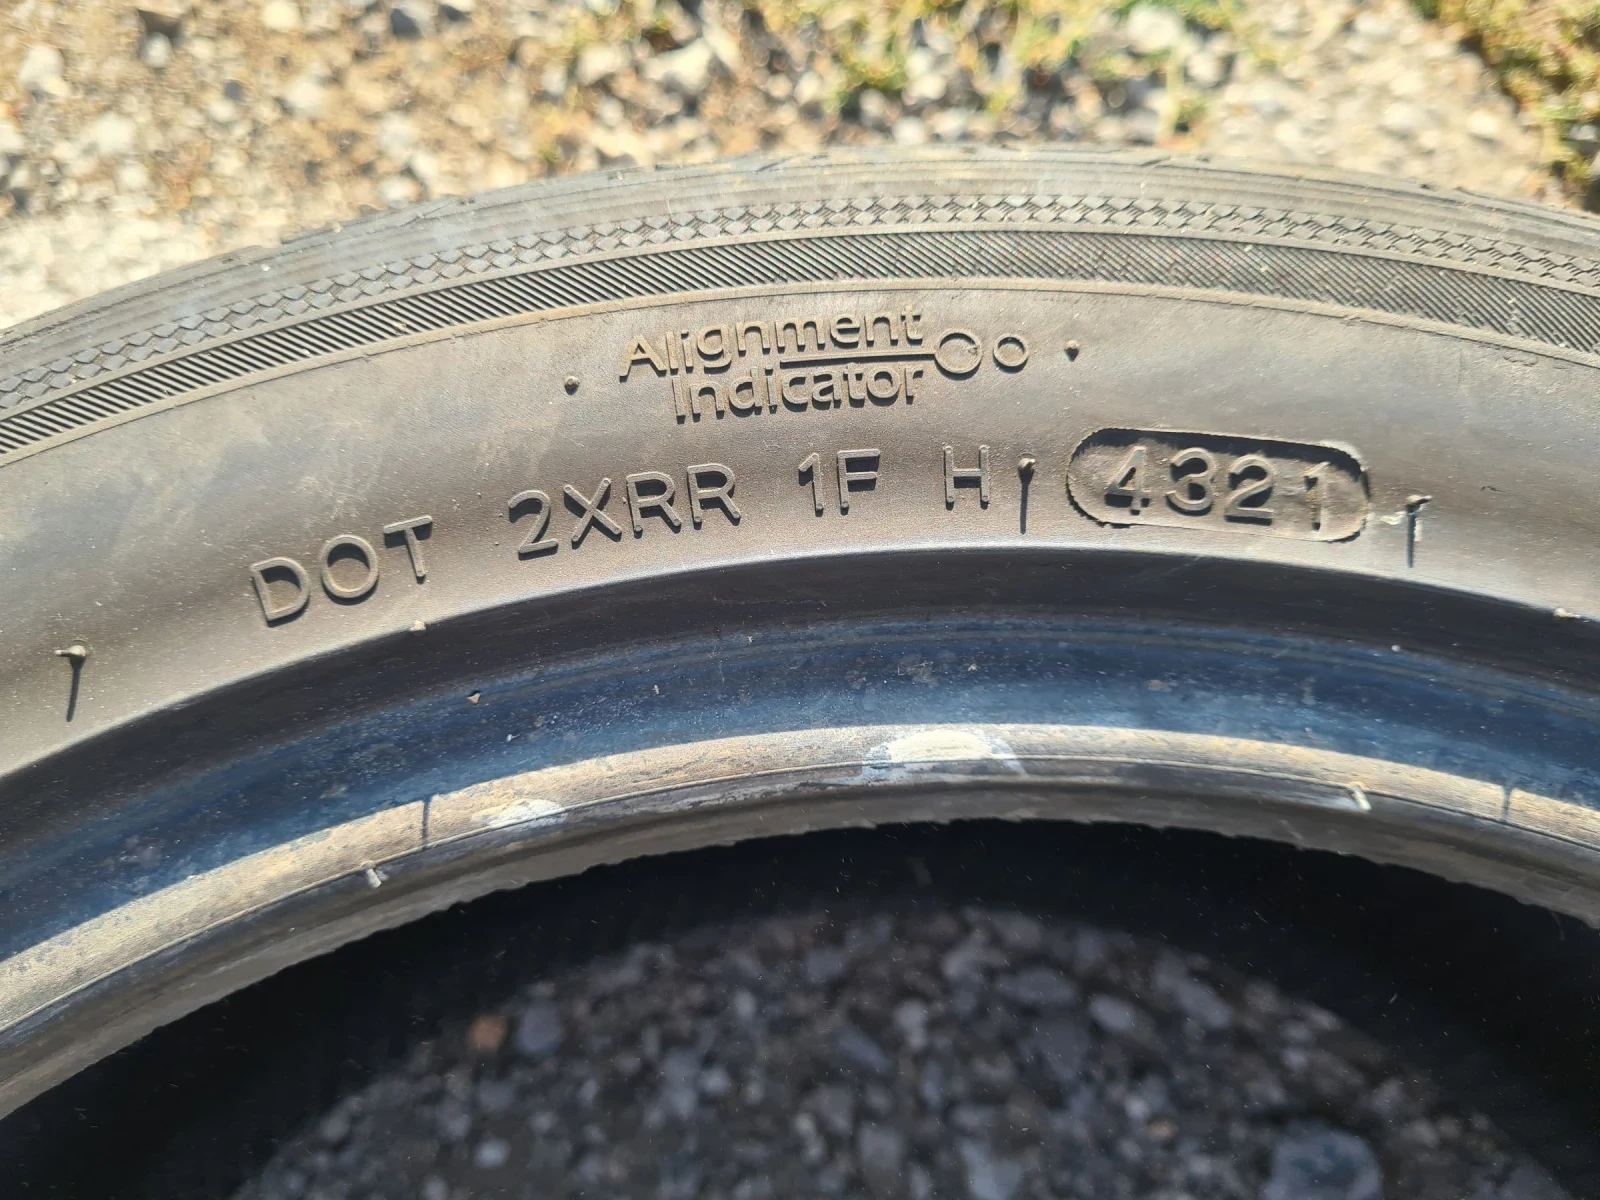 Alignment
Indicator
DOT 2XRR 1F H 4321